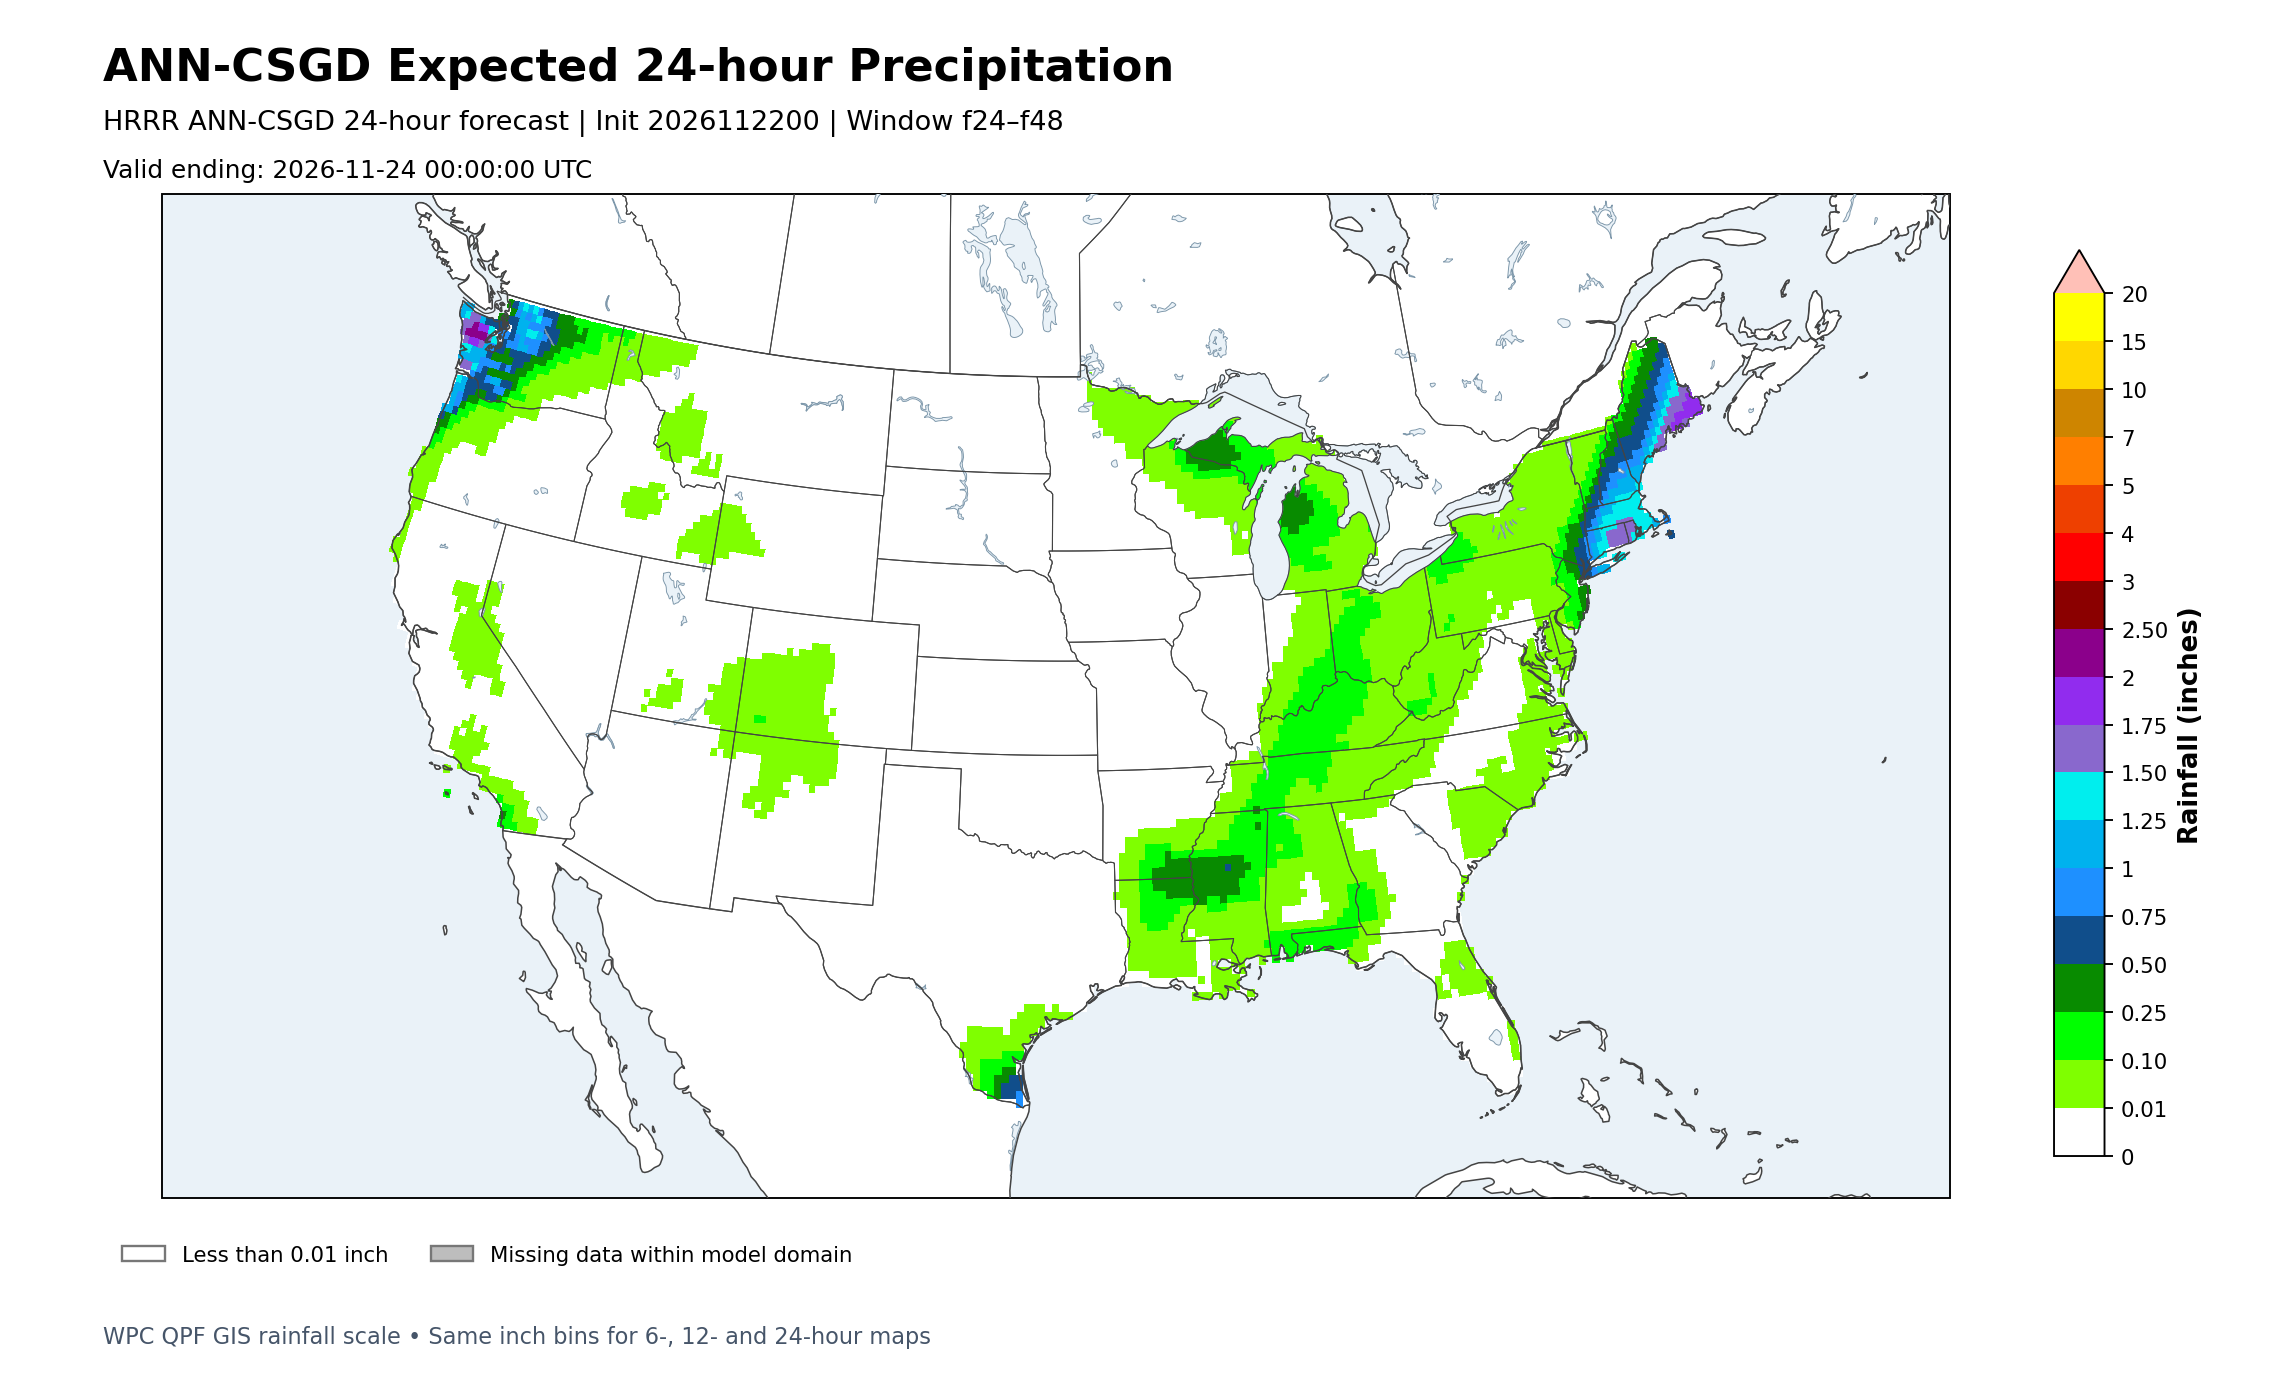 ANN-CSGD Expected 24-hour Precipitation
HRRR ANN-CSGD 24-hour forecast | Init 2026112200 | Window f24–f48
Valid ending: 2026-11-24 00:00:00 UTC
20
15
10
7
5
4
3
2.50
2
1.75
1.50
1.25
1
0.75
0.50
0.25
0.10
0.01
0
Rainfall (inches)
Less than 0.01 inch
Missing data within model domain
WPC QPF GIS rainfall scale • Same inch bins for 6-, 12- and 24-hour maps